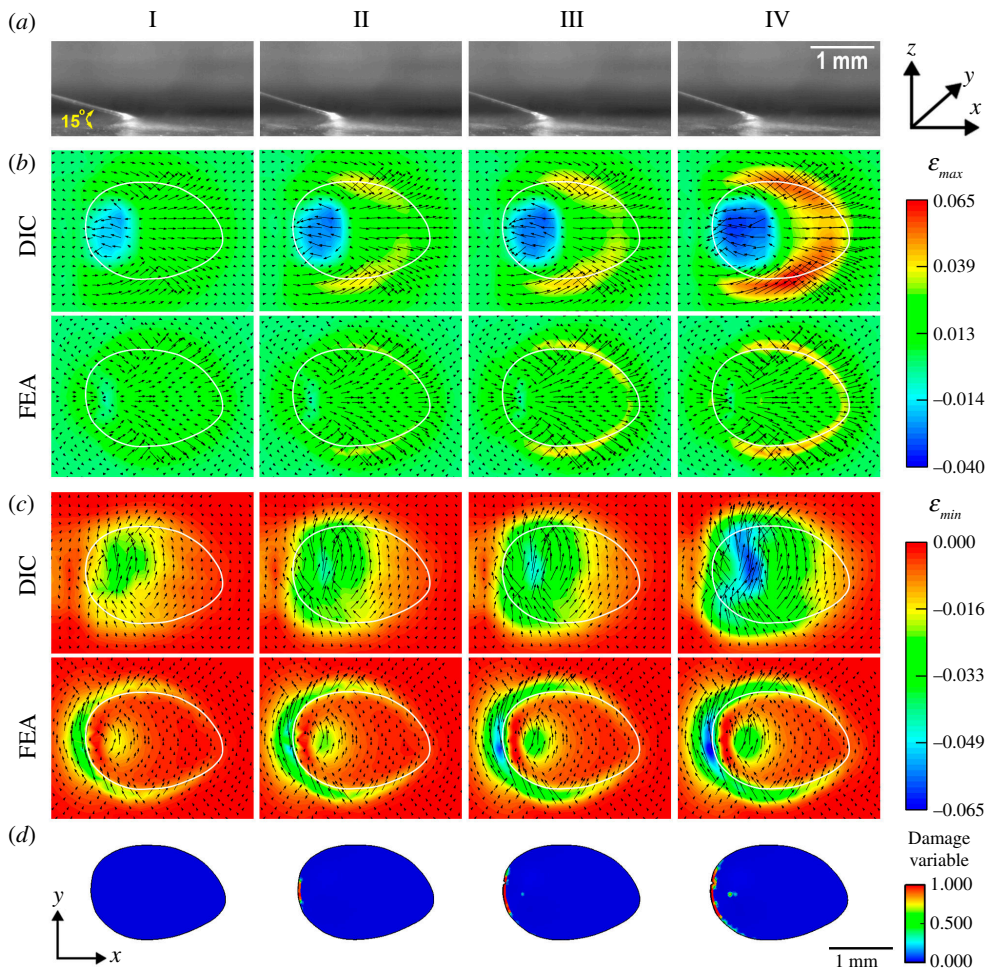 (a) I II III IV
15° 1 mm
z
y
x
(b) DIC
εmax
0.065
0.039
0.013
–0.014
–0.040
FEA
(c) DIC
εmin
0.000
–0.016
–0.033
–0.049
–0.065
FEA
(d)
Damage
variable
1.000
0.500
0.000
y
x
1 mm